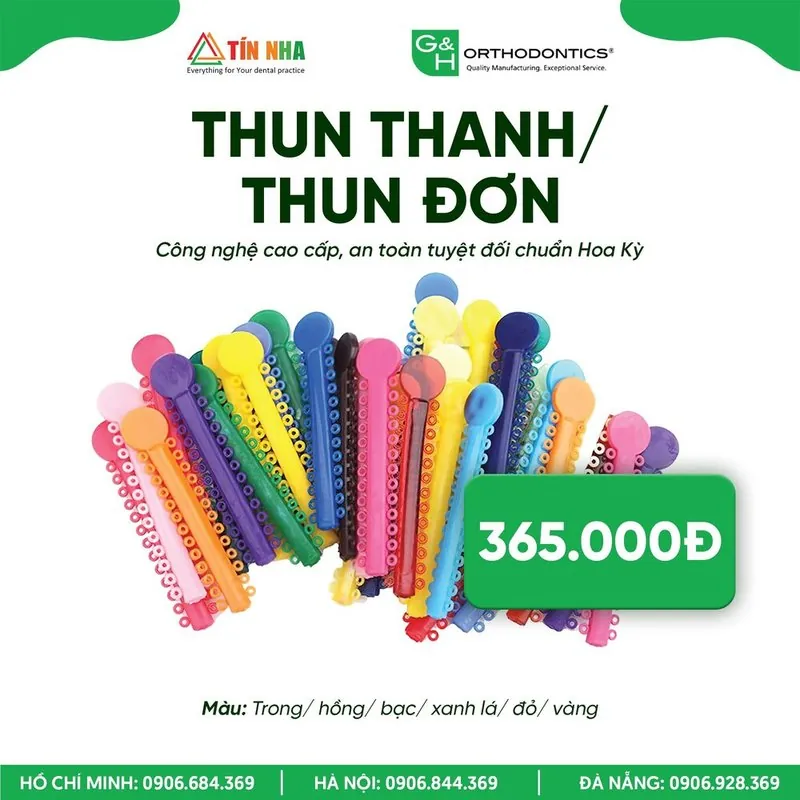 TÍN NHA
Everything for Your dental practice
G&H ORTHODONTICS®
Quality Manufacturing. Exceptional Service.
THUN THANH/
THUN ĐƠN
Công nghệ cao cấp, an toàn tuyệt đối chuẩn Hoa Kỳ
365.000Đ
Màu: Trong/ hồng/ bạc/ xanh lá/ đỏ/ vàng
HỒ CHÍ MINH: 0906.684.369 | HÀ NỘI: 0906.844.369 | ĐÀ NẴNG: 0906.928.369